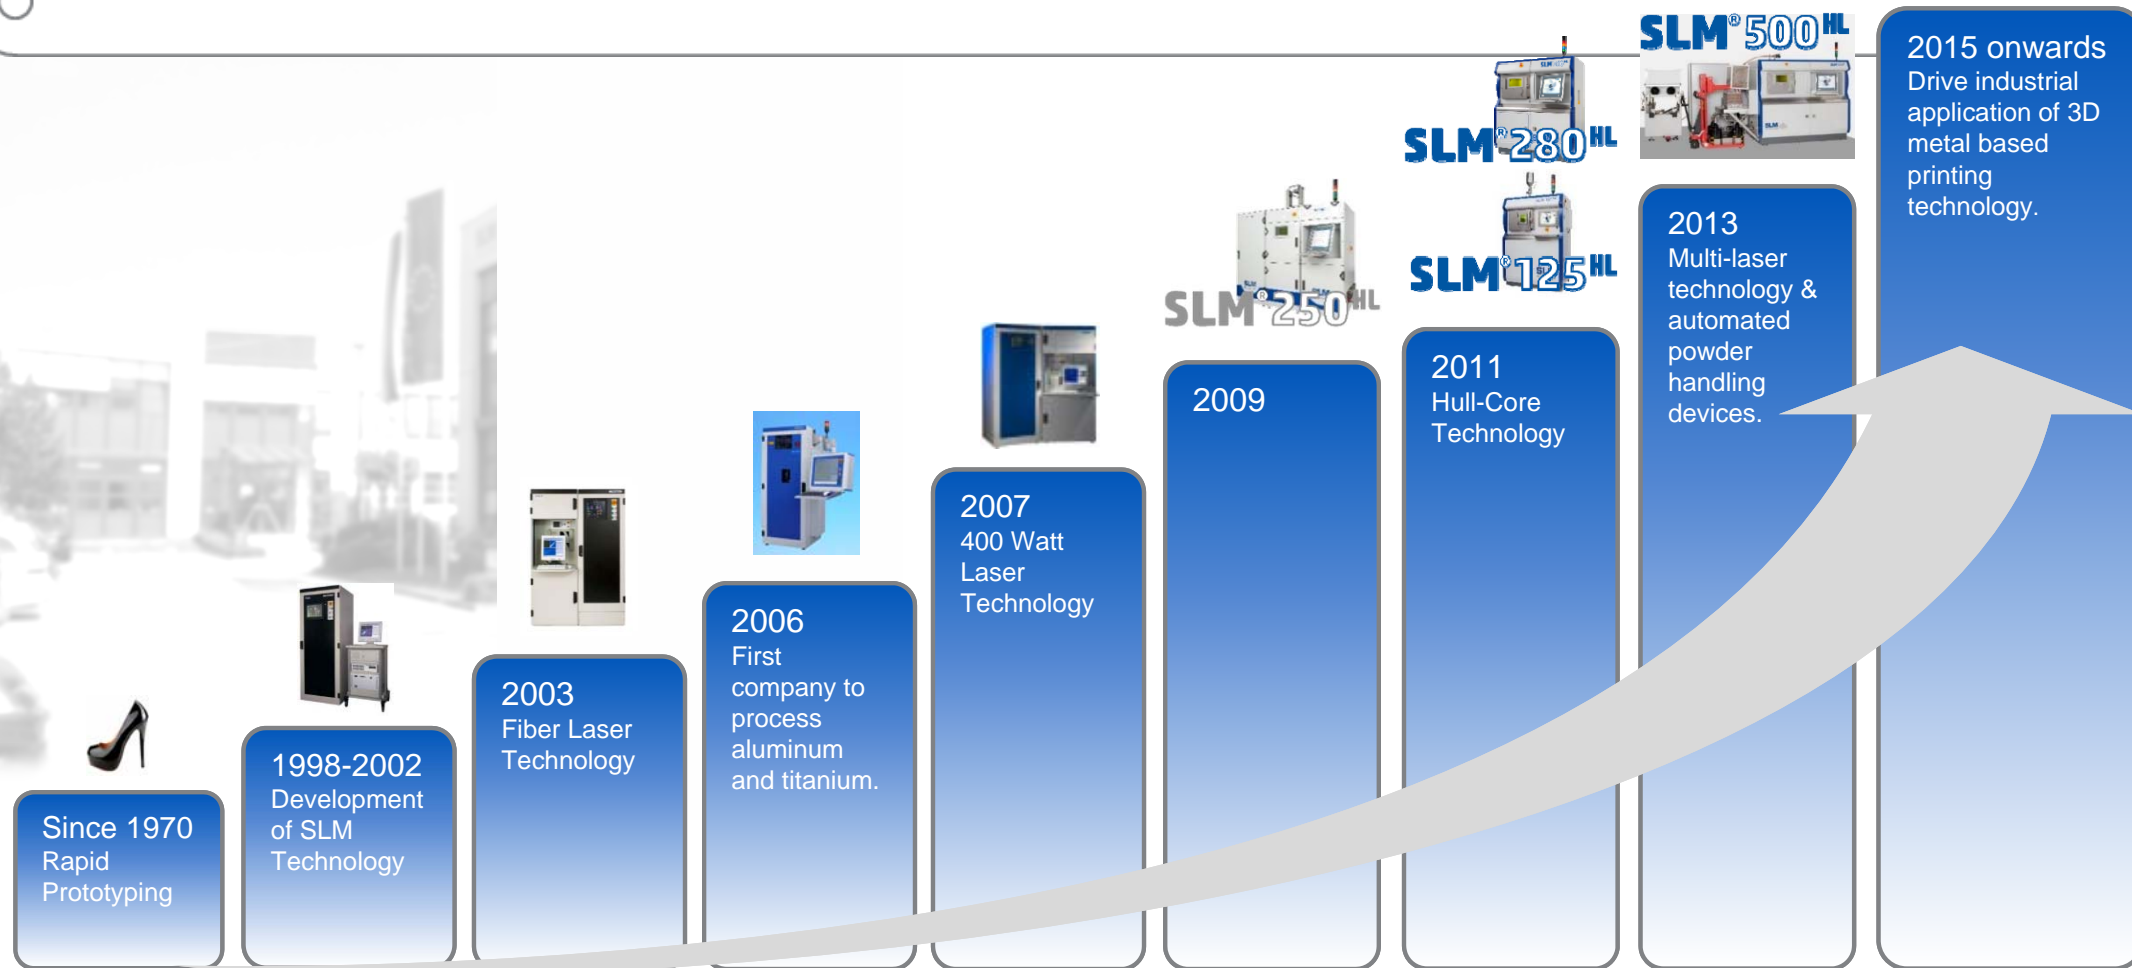 Since 1970
Rapid
Prototyping
1998-2002
Development
of SLM
Technology
2003
Fiber Laser
Technology
2006
First
company to
process
aluminum
and titanium.
2007
400 Watt
Laser
Technology
SLM®250HL
2009
SLM®280HL
SLM®125HL
2011
Hull-Core
Technology
SLM®500HL
2013
Multi-laser
technology &
automated
powder
handling
devices.
2015 onwards
Drive industrial
application of 3D
metal based
printing
technology.